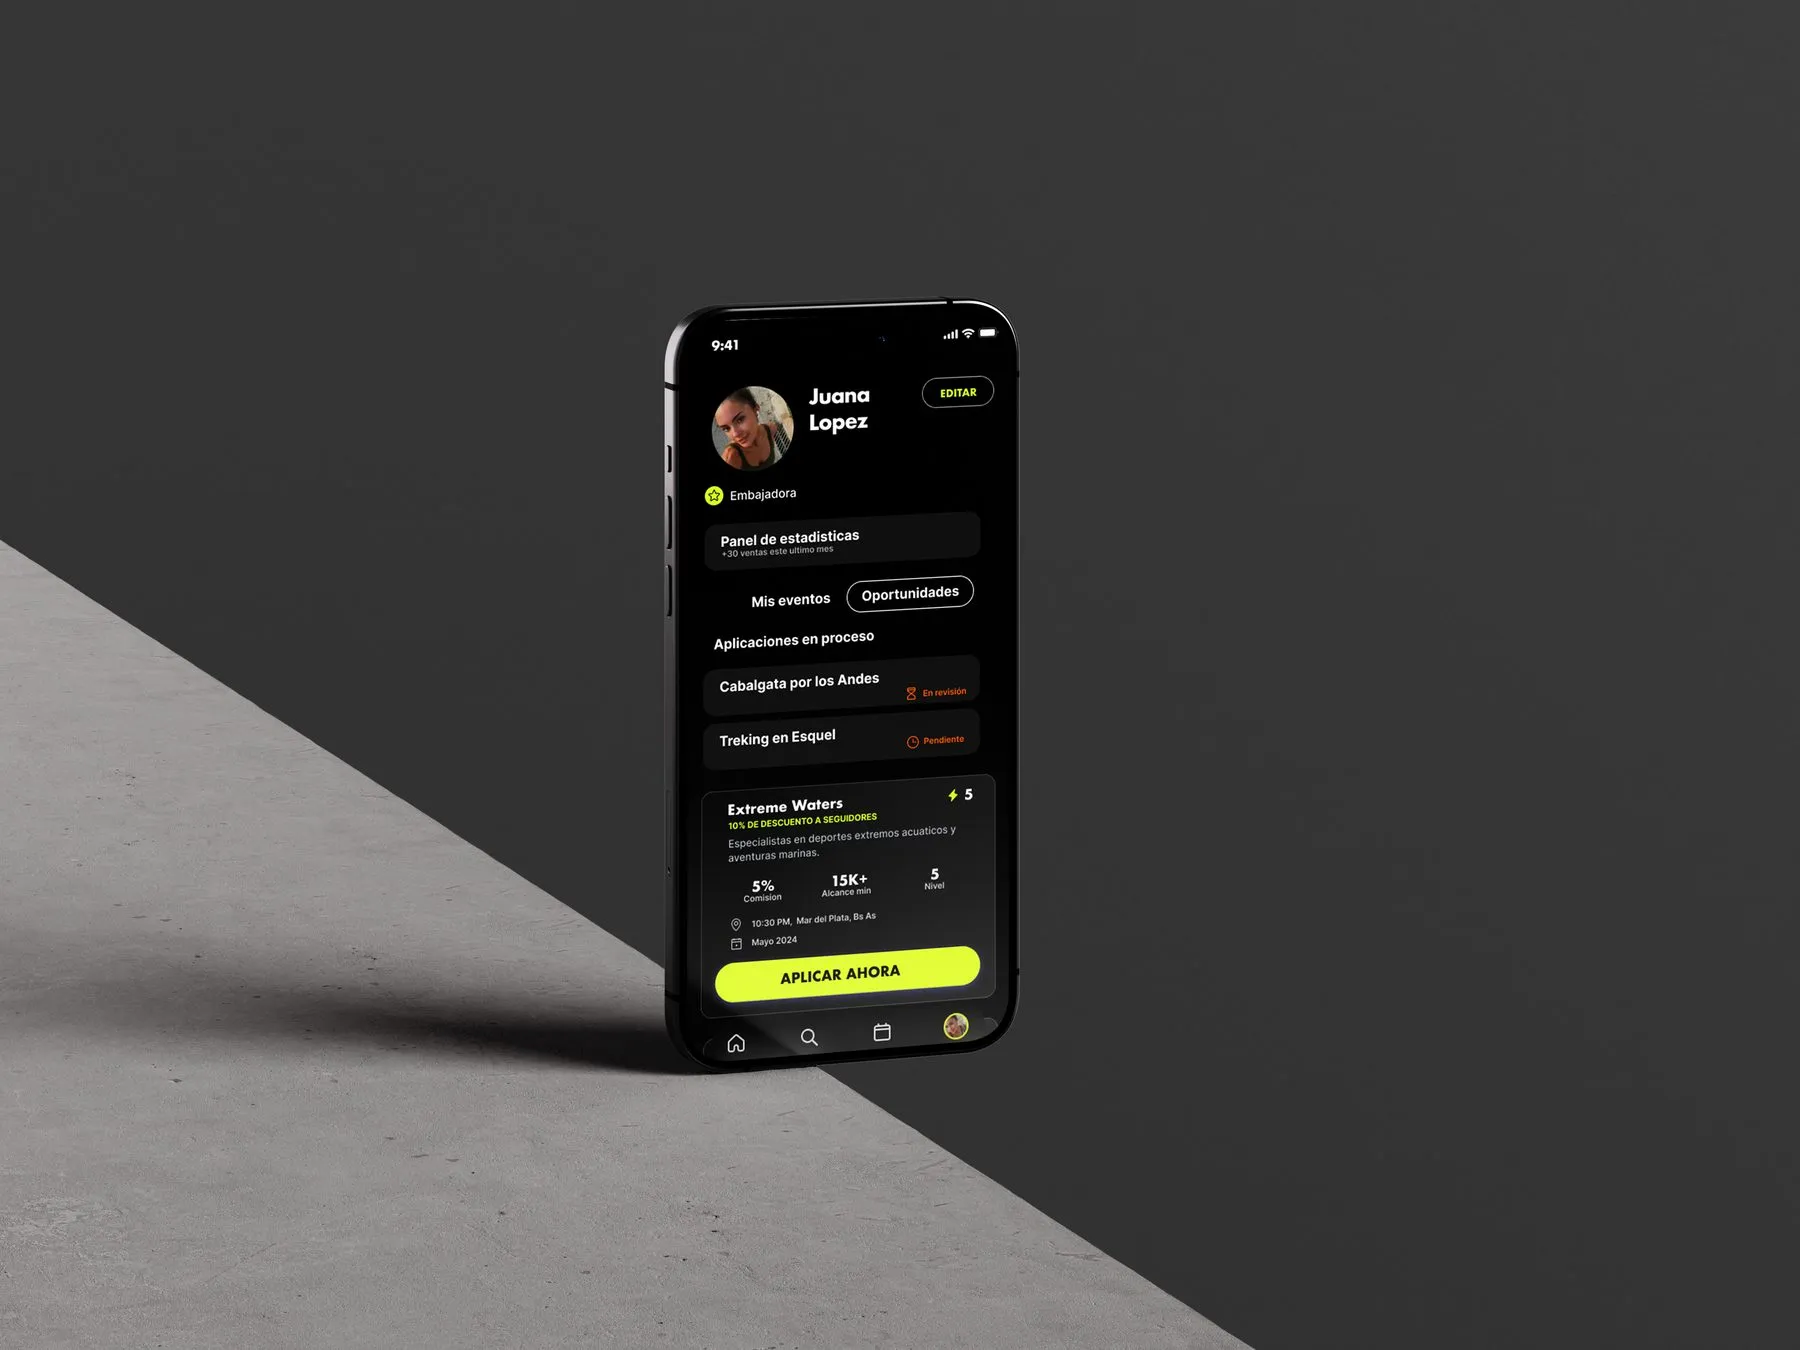 9:41
Juana
Lopez
EDITAR
Embajadora
Panel de estadisticas
+30 ventas este ultimo mes
Mis eventos
Oportunidades
Aplicaciones en proceso
Cabalgata por los Andes
En revisión
Treking en Esquel
Pendiente
Extreme Waters
5
10% DE DESCUENTO A SEGUIDORES
Especialistas en deportes extremos acuaticos y
aventuras marinas.
5%
Comision
15K+
Alcance min
5
Nivel
10:30 PM, Mar del Plata, Bs As
Mayo 2024
APLICAR AHORA